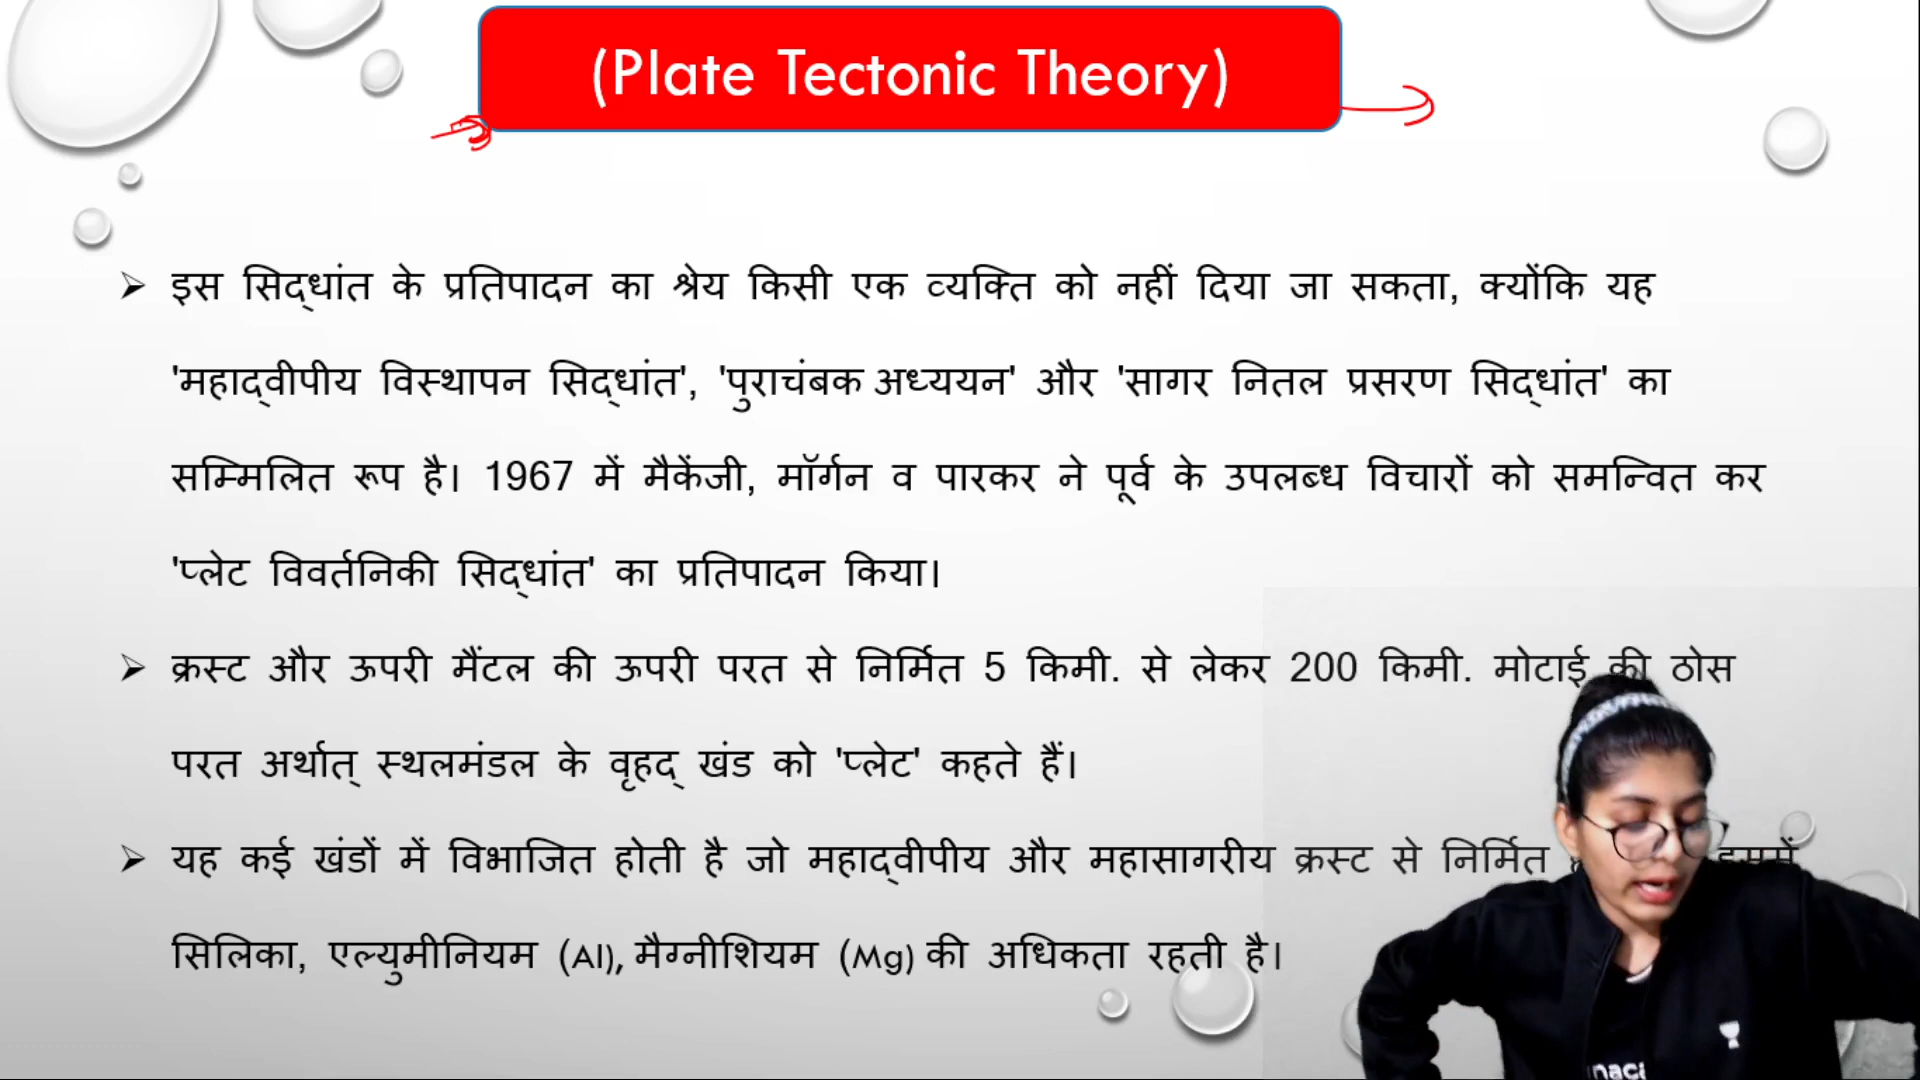 (Plate Tectonic Theory)
➢ इस सिद्धांत के प्रतिपादन का श्रेय किसी एक व्यक्ति को नहीं दिया जा सकता, क्योंकि यह
'महाद्वीपीय विस्थापन सिद्धांत', 'पुराचंबक अध्ययन' और 'सागर नितल प्रसरण सिद्धांत' का
सम्मिलित रूप है। 1967 में मैकेंजी, मॉर्गन व पारकर ने पूर्व के उपलब्ध विचारों को समन्वित कर
'प्लेट विवर्तनिकी सिद्धांत' का प्रतिपादन किया।
➢ क्रस्ट और ऊपरी मैंटल की ऊपरी परत से निर्मित 5 किमी. से लेकर 200 किमी. मोटाई की ठोस
परत अर्थात् स्थलमंडल के वृहद् खंड को 'प्लेट' कहते हैं।
➢ यह कई खंडों में विभाजित होती है जो महाद्वीपीय और महासागरीय क्रस्ट से निर्मित इसमें
सिलिका, एल्युमीनियम (Al), मैग्नीशियम (Mg) की अधिकता रहती है।